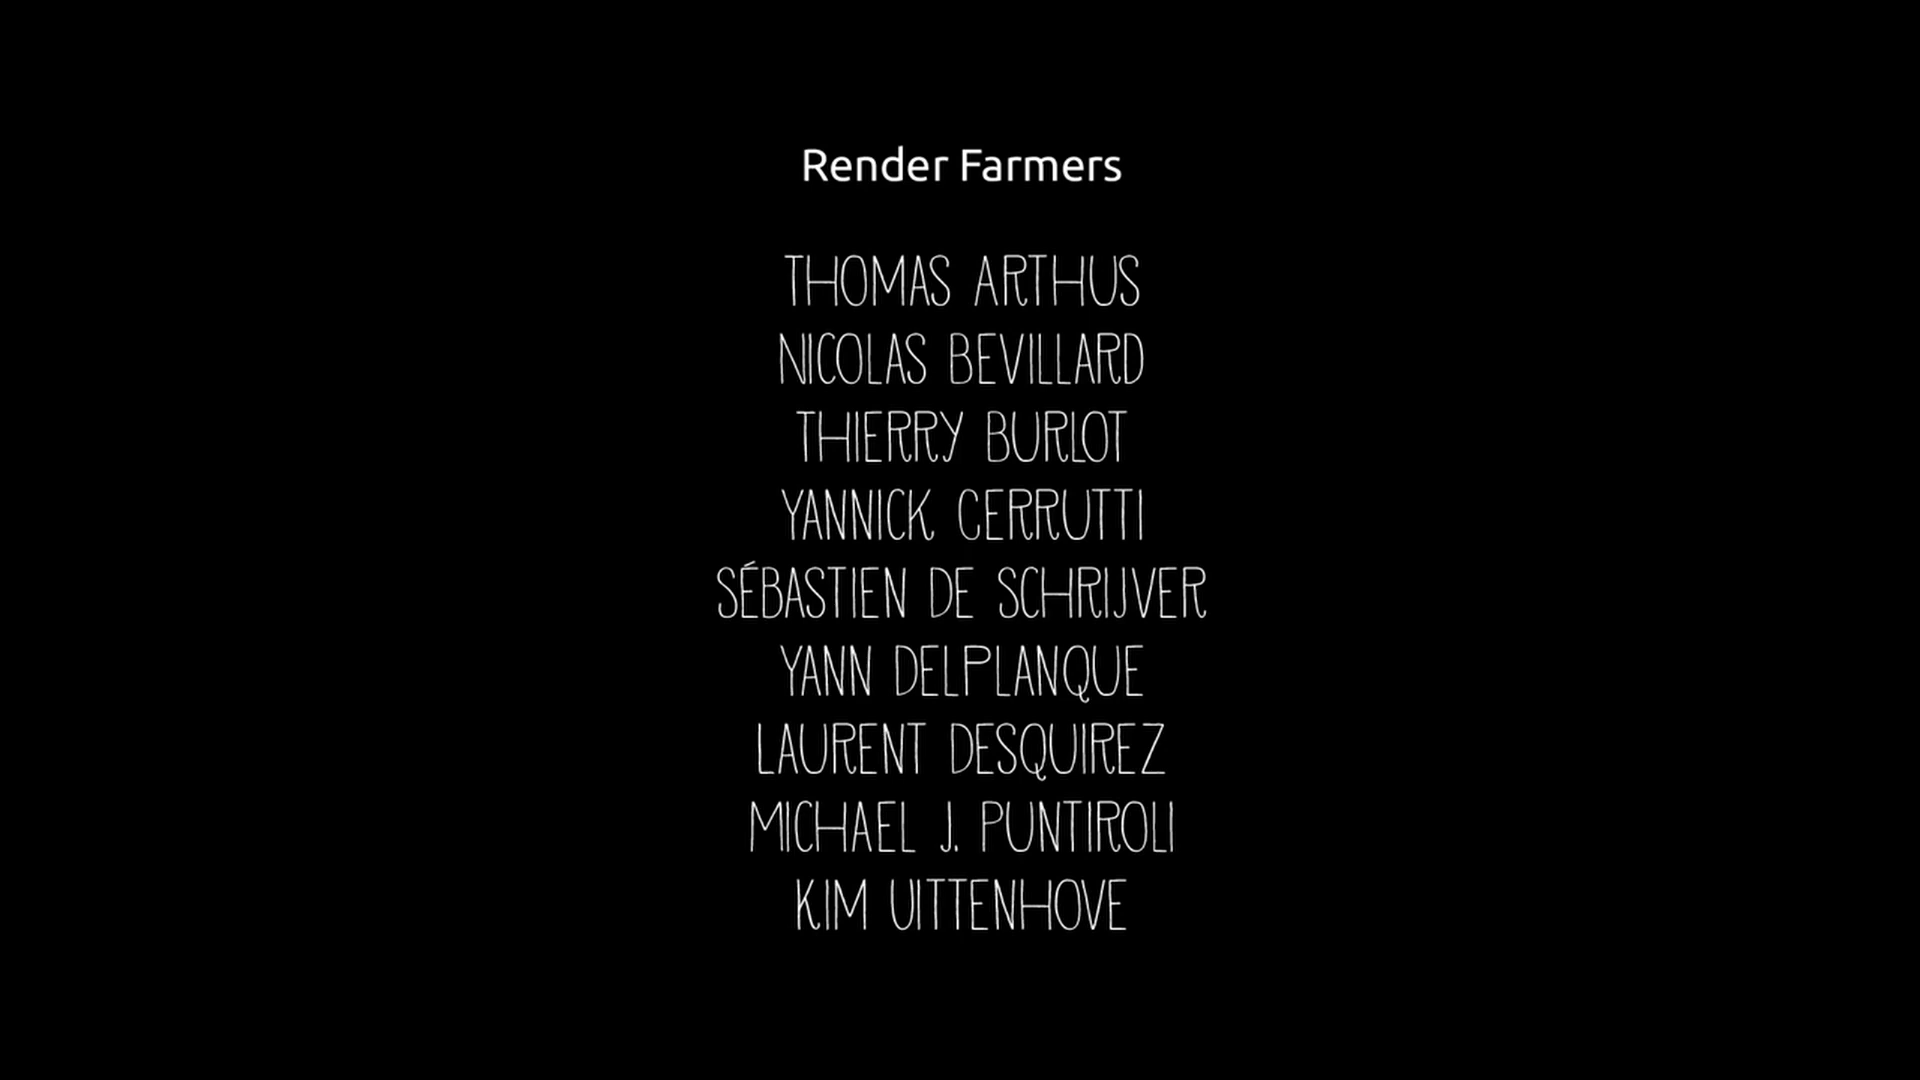 Render Farmers
THOMAS ARTHUS
NICOLAS BEVILLARD
THIERRY BURLOT
YANNICK CERRUTTI
SÉBASTIEN DE SCHRIJVER
YANN DELPLANQUE
LAURENT DESQUIREZ
MICHAEL J. PUNTIROLI
KIM UITTENHOVE